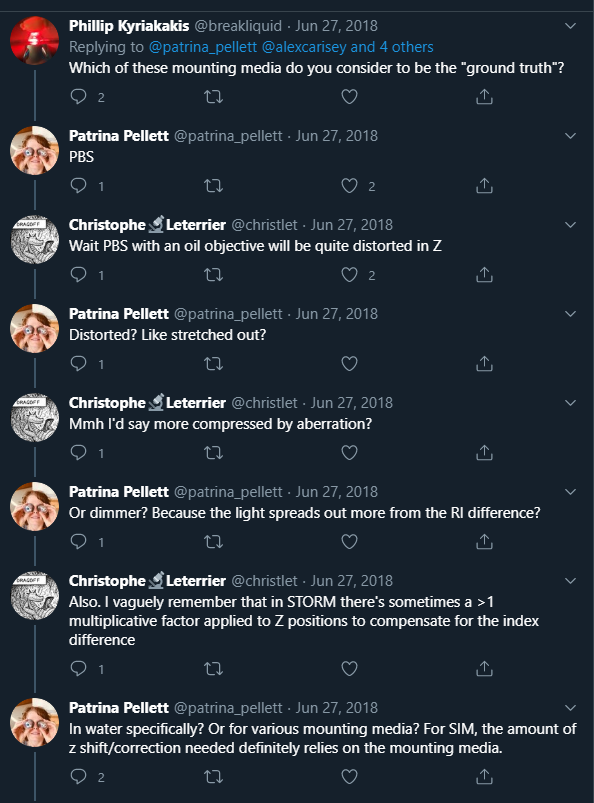 Phillip Kyriakakis @breakliquid · Jun 27, 2018
Replying to @patrina_pellett @alexcarisey and 4 others
Which of these mounting media do you consider to be the "ground truth"?
2
Patrina Pellett @patrina_pellett · Jun 27, 2018
PBS
1 2
DRAGOFF
Christophe🔬Leterrier @christlet · Jun 27, 2018
Wait PBS with an oil objective will be quite distorted in Z
1 2
Patrina Pellett @patrina_pellett · Jun 27, 2018
Distorted? Like stretched out?
1
DRAGOFF
Christophe🔬Leterrier @christlet · Jun 27, 2018
Mmh I'd say more compressed by aberration?
1
Patrina Pellett @patrina_pellett · Jun 27, 2018
Or dimmer? Because the light spreads out more from the RI difference?
1
DRAGOFF
Christophe🔬Leterrier @christlet · Jun 27, 2018
Also. I vaguely remember that in STORM there's sometimes a >1
multiplicative factor applied to Z positions to compensate for the index
difference
1
Patrina Pellett @patrina_pellett · Jun 27, 2018
In water specifically? Or for various mounting media? For SIM, the amount of
z shift/correction needed definitely relies on the mounting media.
2